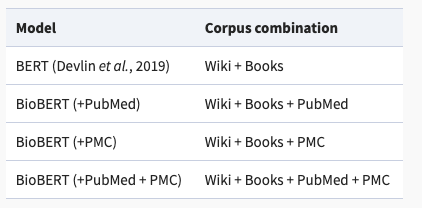 Model Corpus combination
BERT (Devlin et al., 2019) Wiki + Books
BioBERT (+PubMed) Wiki + Books + PubMed
BioBERT (+PMC) Wiki + Books + PMC
BioBERT (+PubMed + PMC) Wiki + Books + PubMed + PMC